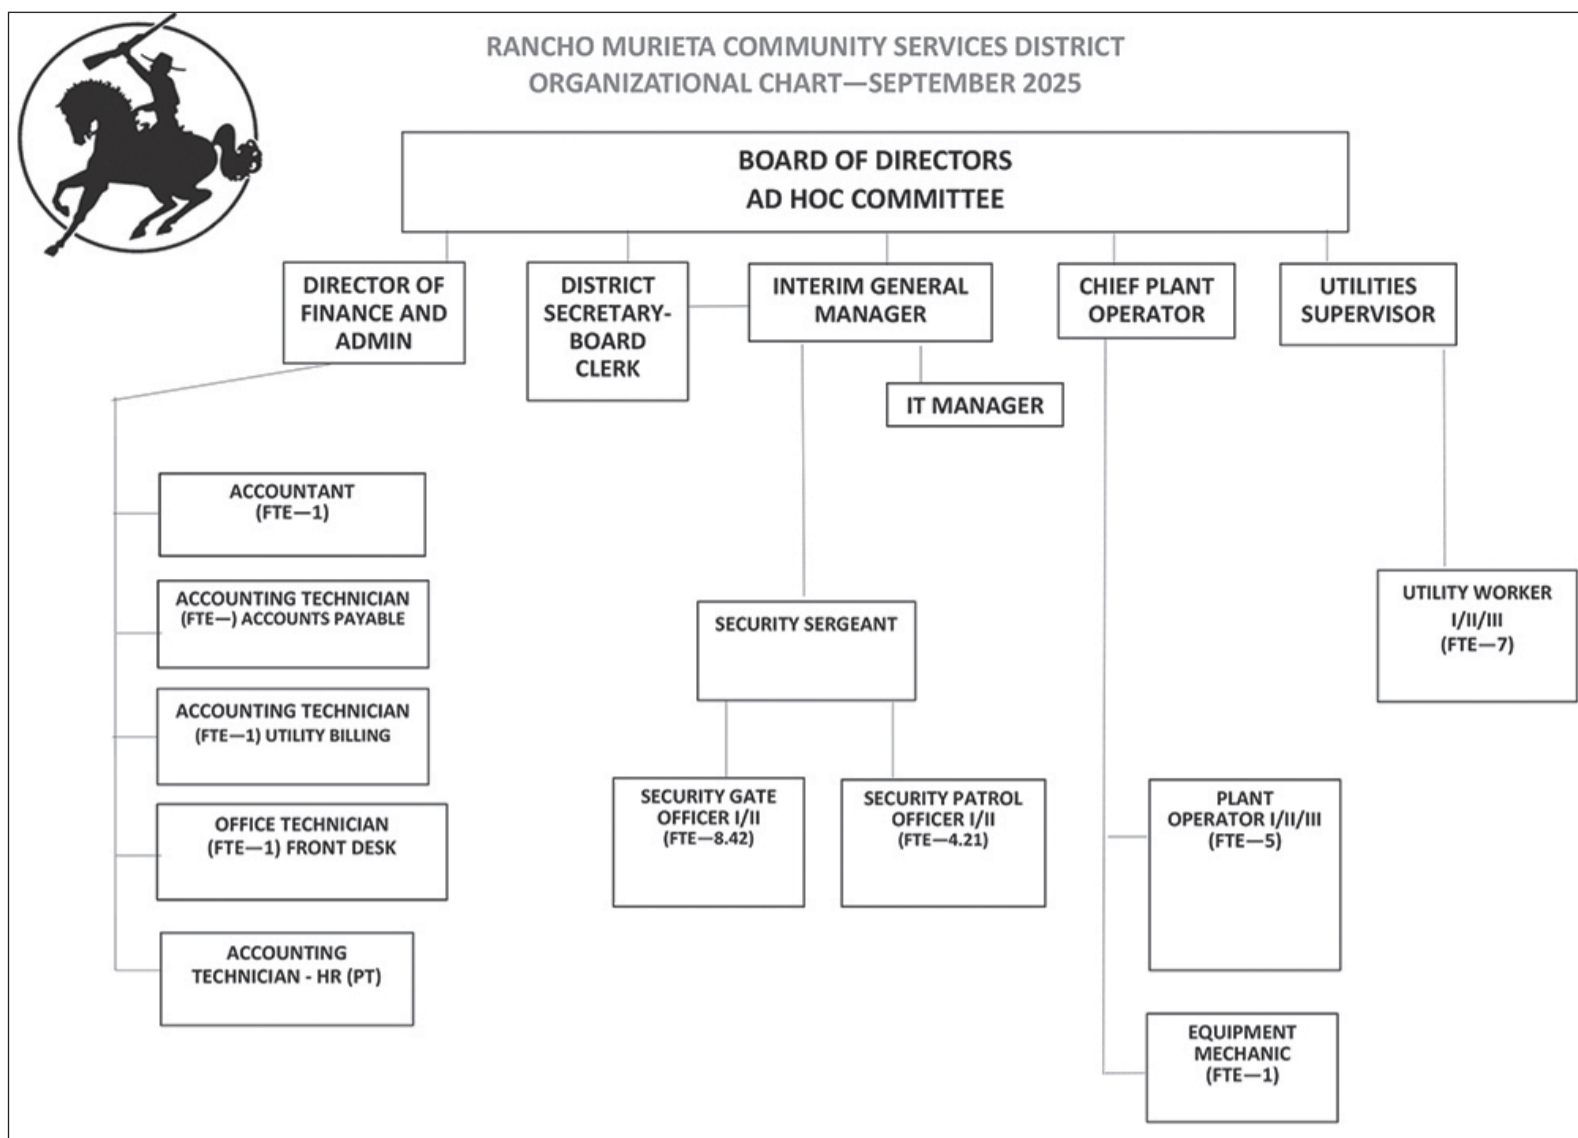 RANCHO MURIETA COMMUNITY SERVICES DISTRICT
ORGANIZATIONAL CHART—SEPTEMBER 2025
BOARD OF DIRECTORS
AD HOC COMMITTEE
DIRECTOR OF
FINANCE AND
ADMIN
DISTRICT
SECRETARY-
BOARD
CLERK
INTERIM GENERAL
MANAGER
CHIEF PLANT
OPERATOR
UTILITIES
SUPERVISOR
IT MANAGER
ACCOUNTANT
(FTE—1)
ACCOUNTING TECHNICIAN
(FTE—) ACCOUNTS PAYABLE
ACCOUNTING TECHNICIAN
(FTE—1) UTILITY BILLING
OFFICE TECHNICIAN
(FTE—1) FRONT DESK
ACCOUNTING
TECHNICIAN - HR (PT)
SECURITY SERGEANT
SECURITY GATE
OFFICER I/II
(FTE—8.42)
SECURITY PATROL
OFFICER I/II
(FTE—4.21)
UTILITY WORKER
I/II/III
(FTE—7)
PLANT
OPERATOR I/II/III
(FTE—5)
EQUIPMENT
MECHANIC
(FTE—1)